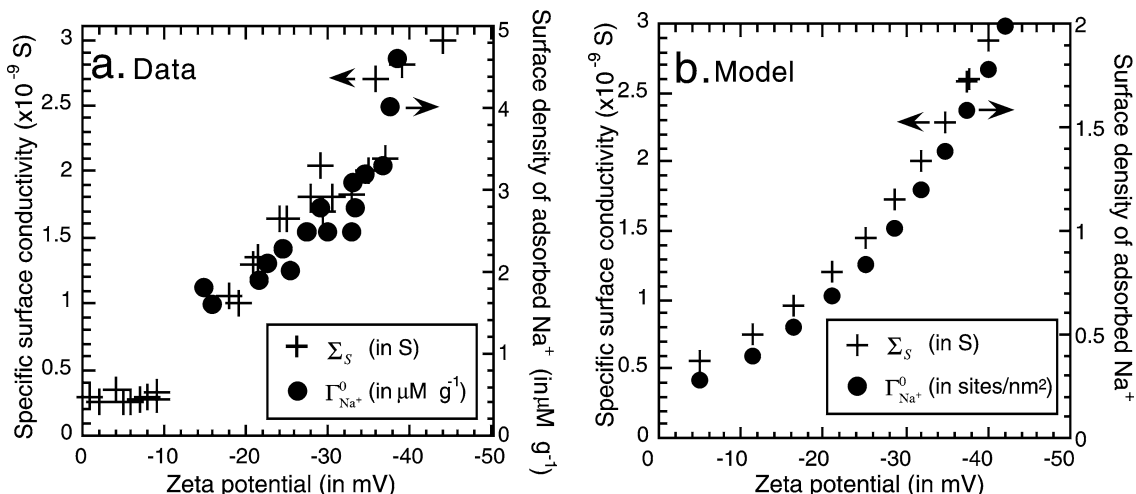 a. Data
Specific surface conductivity (x10⁻⁹ S)
3
2.5
2
1.5
1
0.5
0
5
4
3
2
1
0
Surface density of adsorbed Na⁺ (in μM g⁻¹)
Σ_S (in S)
Γ⁰_Na⁺ (in μM g⁻¹)
0 -10 -20 -30 -40 -50
Zeta potential (in mV)
b. Model
Specific surface conductivity (x10⁻⁹ S)
3
2.5
2
1.5
1
0.5
0
2
1.5
1
0.5
0
Surface density of adsorbed Na⁺
Σ_S (in S)
Γ⁰_Na⁺ (in sites/nm²)
0 -10 -20 -30 -40 -50
Zeta potential (in mV)